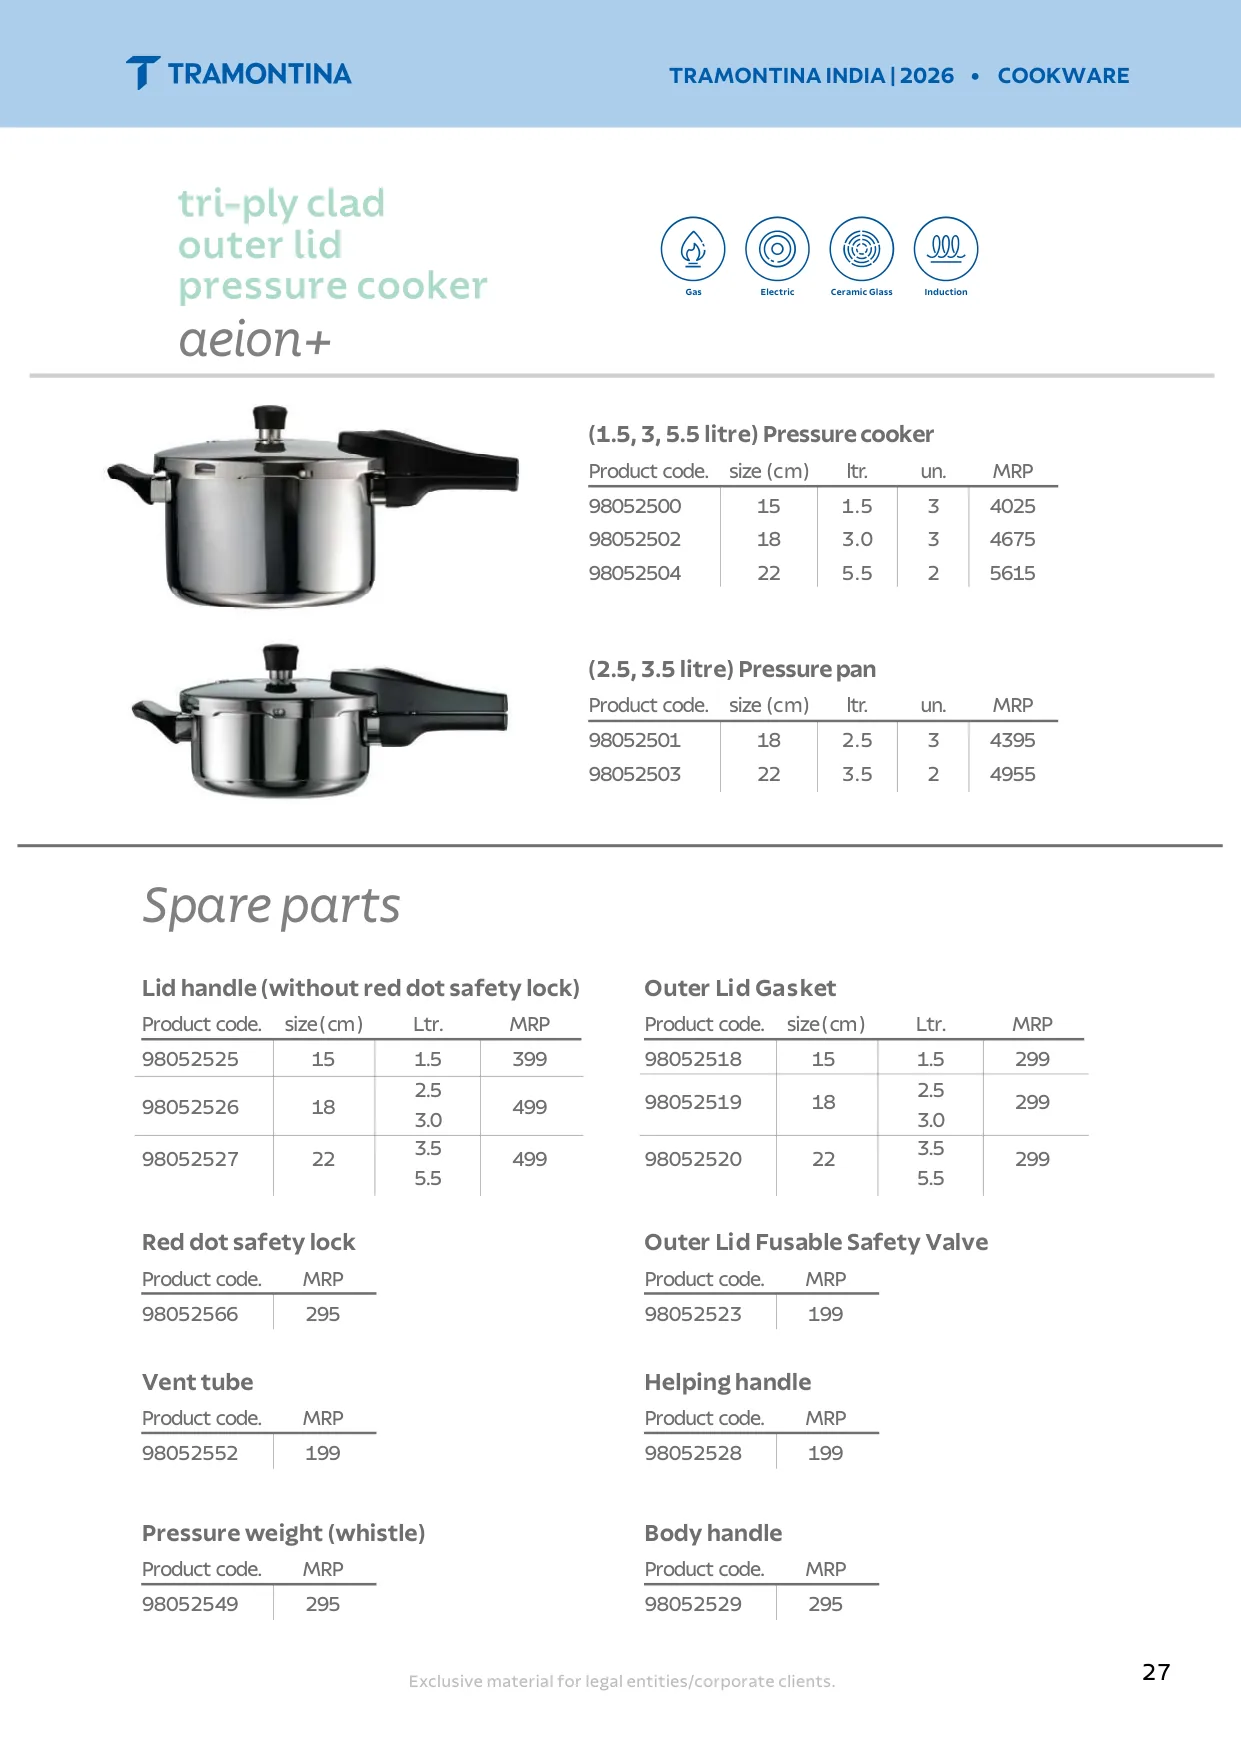 TRAMONTINA
TRAMONTINA INDIA | 2026 • COOKWARE
tri-ply clad
outer lid
pressure cooker
aeion+
Gas Electric Ceramic Glass Induction
(1.5, 3, 5.5 litre) Pressure cooker
Product code. size (cm) ltr. un. MRP
98052500 15 1.5 3 4025
98052502 18 3.0 3 4675
98052504 22 5.5 2 5615
(2.5, 3.5 litre) Pressure pan
Product code. size (cm) ltr. un. MRP
98052501 18 2.5 3 4395
98052503 22 3.5 2 4955
Spare parts
Lid handle (without red dot safety lock)
Product code. size (cm) Ltr. MRP
98052525 15 1.5 399
98052526 18 2.5 3.0 499
98052527 22 3.5 5.5 499
Outer Lid Gasket
Product code. size (cm) Ltr. MRP
98052518 15 1.5 299
98052519 18 2.5 3.0 299
98052520 22 3.5 5.5 299
Red dot safety lock
Product code. MRP
98052566 295
Outer Lid Fusable Safety Valve
Product code. MRP
98052523 199
Vent tube
Product code. MRP
98052552 199
Helping handle
Product code. MRP
98052528 199
Pressure weight (whistle)
Product code. MRP
98052549 295
Body handle
Product code. MRP
98052529 295
Exclusive material for legal entities/corporate clients.
27